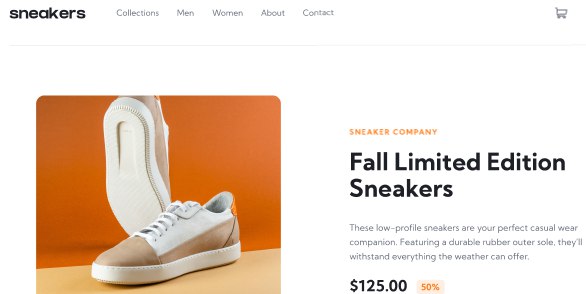 sneakers Collections Men Women About Contact
SNEAKER COMPANY
Fall Limited Edition
Sneakers
These low-profile sneakers are your perfect casual wear
companion. Featuring a durable rubber outer sole, they'll
withstand everything the weather can offer.
$125.00 50%